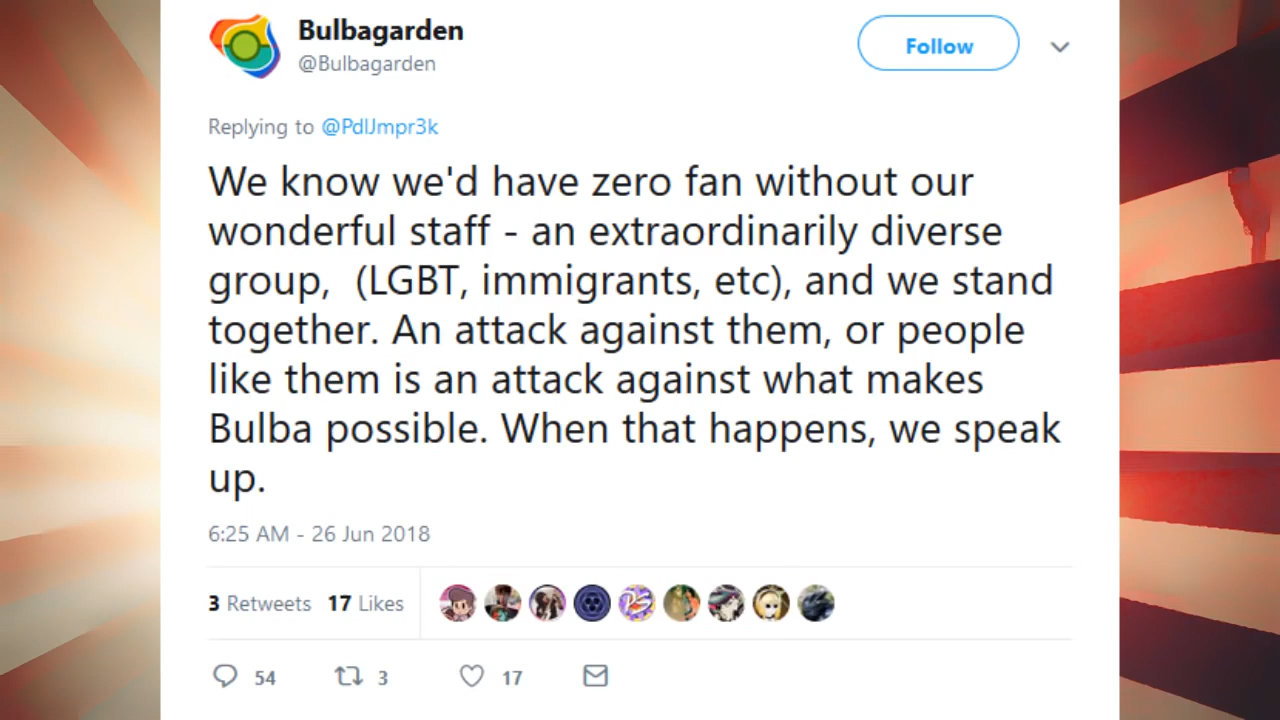 Bulbagarden
@Bulbagarden
Follow
Replying to @PdlJmpr3k
We know we'd have zero fan without our
wonderful staff - an extraordinarily diverse
group,  (LGBT, immigrants, etc), and we stand
together. An attack against them, or people
like them is an attack against what makes
Bulba possible. When that happens, we speak
up.
6:25 AM - 26 Jun 2018
3 Retweets 17 Likes
54 3 17